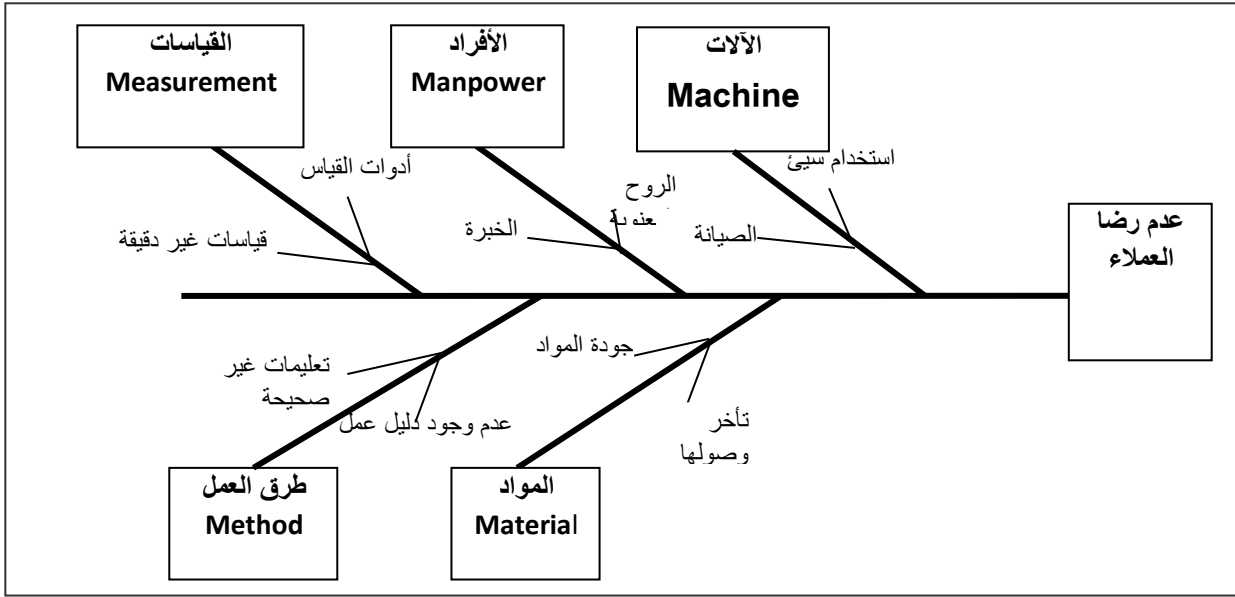 القياسات
Measurement
الأفراد
Manpower
الآلات
Machine
أدوات القياس
قياسات غير دقيقة
الروح
الخبرة
استخدام سيئ
الصيانة
عدم رضا
العملاء
تعليمات غير
صحيحة
عدم وجود دليل عمل
جودة المواد
تأخر
وصولها
طرق العمل
Method
المواد
Material